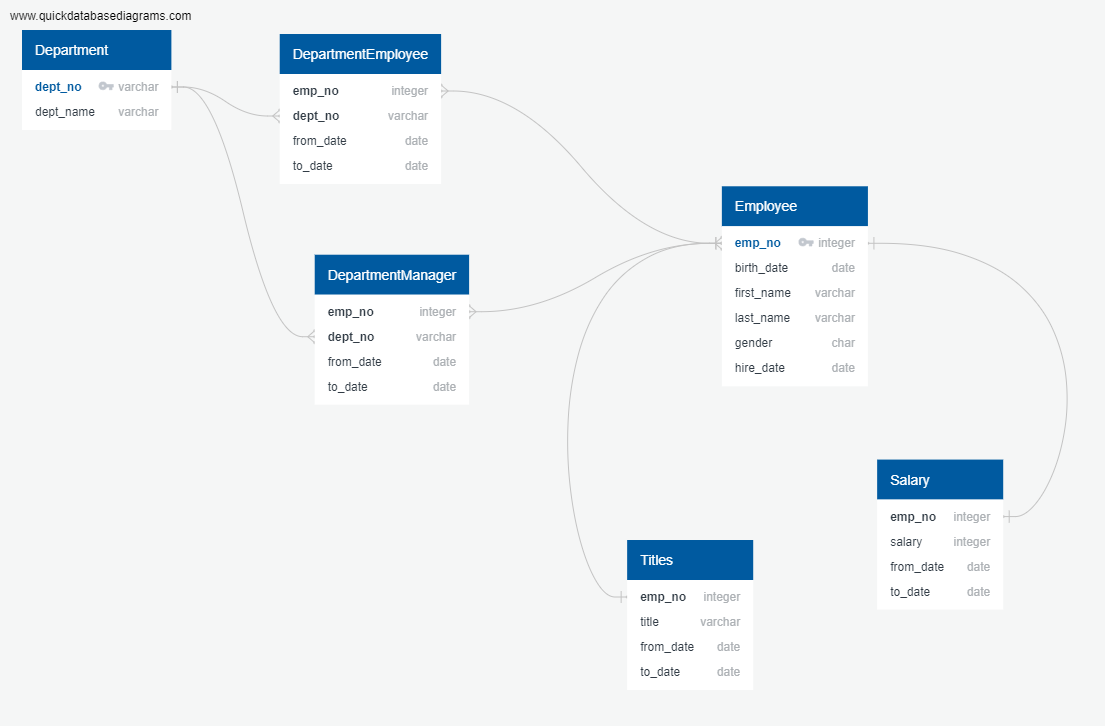 www.quickdatabasediagrams.com
Department
dept_no varchar
dept_name varchar
DepartmentEmployee
emp_no integer
dept_no varchar
from_date date
to_date date
DepartmentManager
emp_no integer
dept_no varchar
from_date date
to_date date
Employee
emp_no integer
birth_date date
first_name varchar
last_name varchar
gender char
hire_date date
Salary
emp_no integer
salary integer
from_date date
to_date date
Titles
emp_no integer
title varchar
from_date date
to_date date